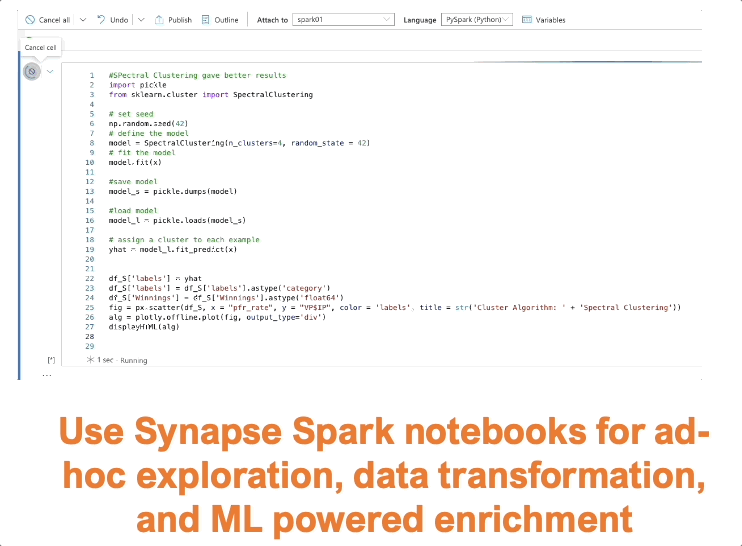 Cancel all Undo Publish Outline Attach to spark01 Language PySpark (Python) Variables
Cancel cell
1 #SPectral Clustering gave better results
2 import pickle
3 from sklearn.cluster import SpectralClustering
4
5 # set seed
6 np.random.seed(42)
7 # define the model
8 model = SpectralClustering(n_clusters=4, random_state = 42)
9 # fit the model
10 model.fit(x)
11
12 #save model
13 model_s = pickle.dumps(model)
14
15 #load model
16 model_l = pickle.loads(model_s)
17
18 # assign a cluster to each example
19 yhat = model_l.fit_predict(x)
20
21
22 df_S['labels'] = yhat
23 df_S['labels'] = df_S['labels'].astype('category')
24 df_S['Winnings'] = df_S['Winnings'].astype('float64')
25 fig = px.scatter(df_S, x = "pfr_rate", y = "VP$IP", color = 'labels', title = str('Cluster Algorithm: ' + 'Spectral Clustering'))
26 alg = plotly.offline.plot(fig, output_type='div')
27 displayHTML(alg)
28
29
[*] 1 sec - Running
...
Use Synapse Spark notebooks for ad-
hoc exploration, data transformation,
and ML powered enrichment